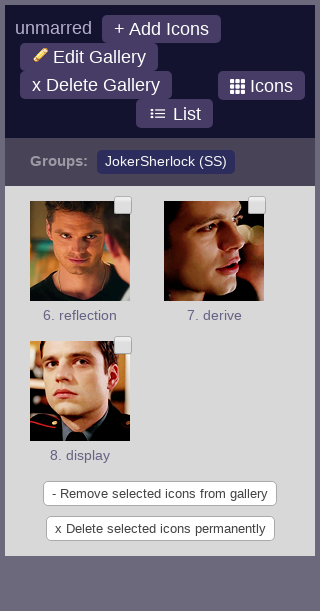 unmarred + Add Icons
Edit Gallery
x Delete Gallery Icons
List
Groups: JokerSherlock (SS)
6. reflection 7. derive
8. display
- Remove selected icons from gallery
x Delete selected icons permanently